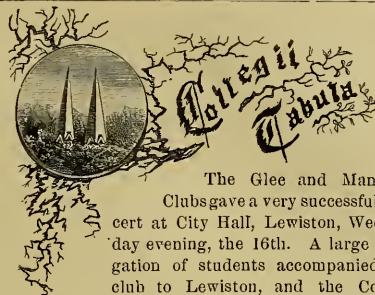 Collegii
Tabula.
The Glee and Man
Clubs gave a very successful
cert at City Hall, Lewiston, Wed
day evening, the 16th. A large
gation of students accompanied
club to Lewiston, and the Co